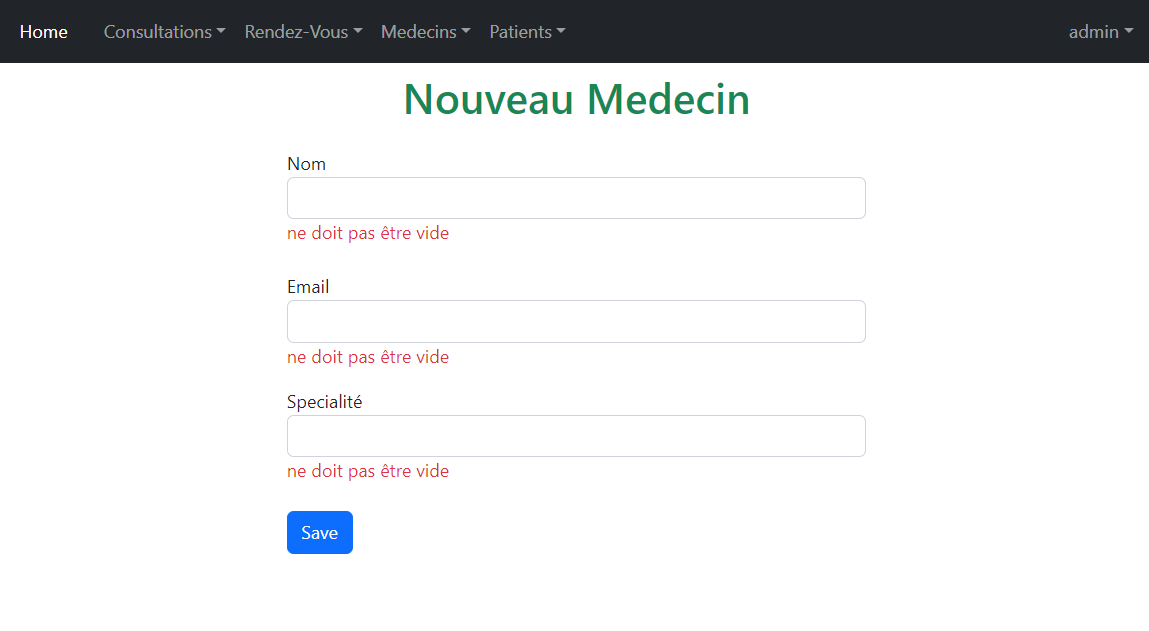 Home Consultations Rendez-Vous Medecins Patients admin
Nouveau Medecin
Nom
ne doit pas être vide
Email
ne doit pas être vide
Specialité
ne doit pas être vide
Save